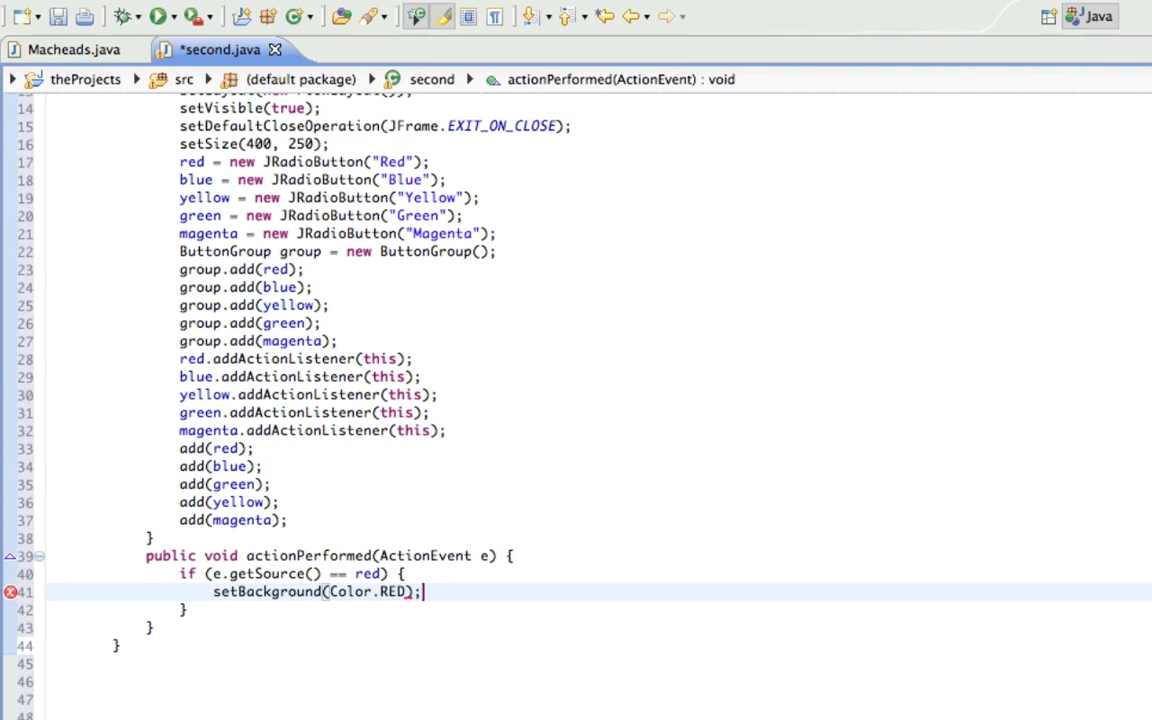 Java
Macheads.java
*second.java
theProjects
src
(default package)
second
actionPerformed(ActionEvent) : void
14 setVisible(true);
15 setDefaultCloseOperation(JFrame.EXIT_ON_CLOSE);
16 setSize(400, 250);
17 red = new JRadioButton("Red");
18 blue = new JRadioButton("Blue");
19 yellow = new JRadioButton("Yellow");
20 green = new JRadioButton("Green");
21 magenta = new JRadioButton("Magenta");
22 ButtonGroup group = new ButtonGroup();
23 group.add(red);
24 group.add(blue);
25 group.add(yellow);
26 group.add(green);
27 group.add(magenta);
28 red.addActionListener(this);
29 blue.addActionListener(this);
30 yellow.addActionListener(this);
31 green.addActionListener(this);
32 magenta.addActionListener(this);
33 add(red);
34 add(blue);
35 add(green);
36 add(yellow);
37 add(magenta);
38 }
39 public void actionPerformed(ActionEvent e) {
40 if (e.getSource() == red) {
41 setBackground(Color.RED);
42 }
43 }
44 }
45
46
47
48